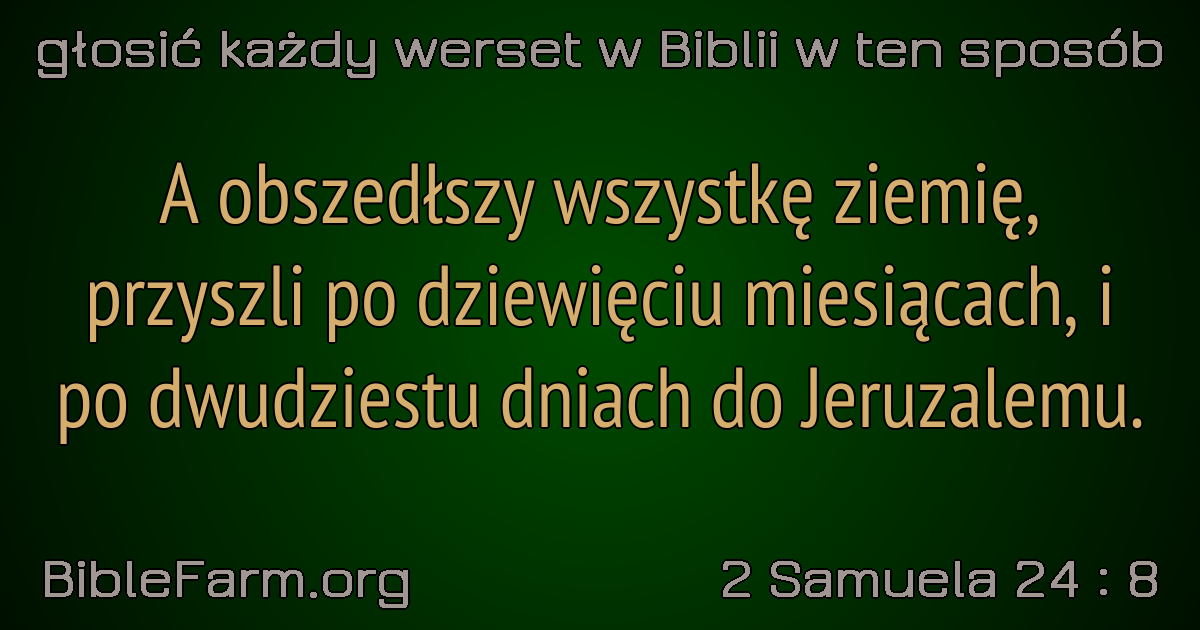 głosić każdy werset w Biblii w ten sposób
A obszedłszy wszystkę ziemię,
przyszli po dziewięciu miesiącach, i
po dwudziestu dniach do Jeruzalemu.
BibleFarm.org
2 Samuela 24 : 8